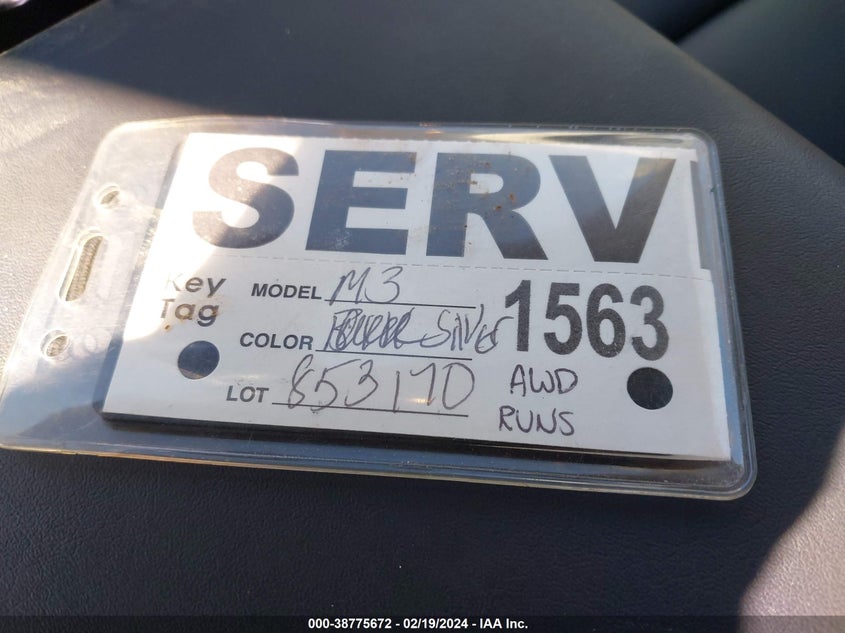 SERV
Key Tag
MODEL M3
1563
COLOR Silver
LOT 853170
AWD
RUNS
000-38775672 - 02/19/2024 - IAA Inc.